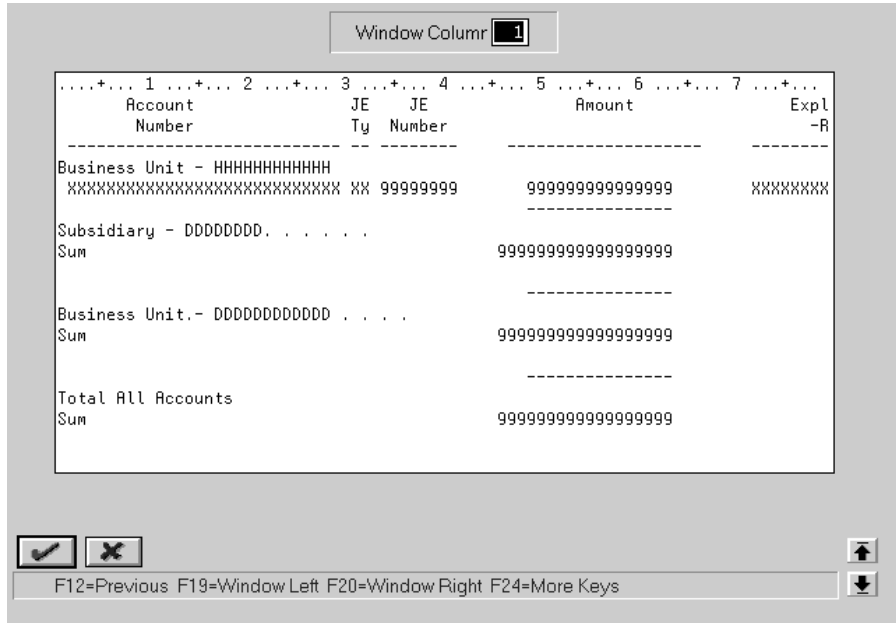 Window Columr 1
....+... 1 ...+... 2 ...+... 3 ...+... 4 ...+... 5 ...+... 6 ...+... 7 ...+...
Account JE JE Amount Expl
Number Ty Number -R
---------------------------- -- -------- -------------------- --------
Business Unit - HHHHHHHHHHHH
XXXXXXXXXXXXXXXXXXXXXXXXXXXX XX 99999999 999999999999999 XXXXXXXX
---------------
Subsidiary - DDDDDDDD. . . . . .
Sum 999999999999999999
---------------
Business Unit.- DDDDDDDDDDDD . . . .
Sum 999999999999999999
---------------
Total All Accounts
Sum 999999999999999999
F12=Previous F19=Window Left F20=Window Right F24=More Keys